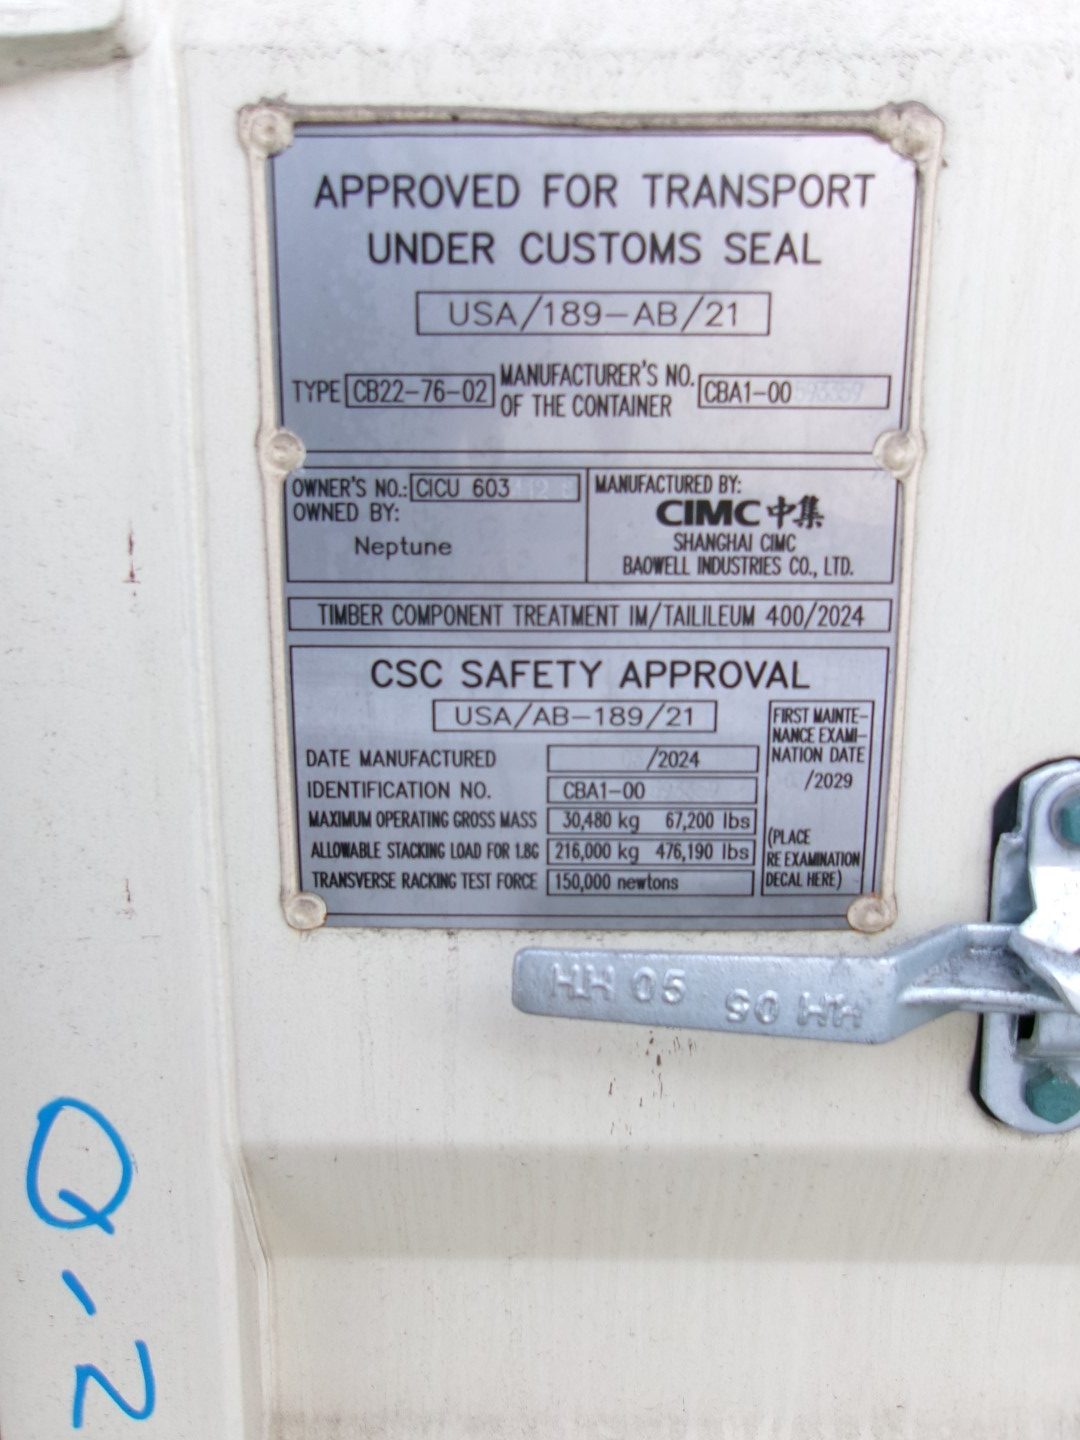 APPROVED FOR TRANSPORT
UNDER CUSTOMS SEAL
USA/189-AB/21
TYPE CB22-76-02 MANUFACTURER'S NO. OF THE CONTAINER CBA1-00
OWNER'S NO.: CICU 603
OWNED BY:
Neptune
MANUFACTURED BY:
CIMC 中集
SHANGHAI CIMC
BAOWELL INDUSTRIES CO., LTD.
TIMBER COMPONENT TREATMENT IM/TAILILEUM 400/2024
CSC SAFETY APPROVAL
USA/AB-189/21
DATE MANUFACTURED /2024
IDENTIFICATION NO. CBA1-00
MAXIMUM OPERATING GROSS MASS 30,480 kg 67,200 lbs
ALLOWABLE STACKING LOAD FOR 1.8G 216,000 kg 476,190 lbs
TRANSVERSE RACKING TEST FORCE 150,000 newtons
FIRST MAINTE-
NANCE EXAMI-
NATION DATE
/2029
(PLACE
RE EXAMINATION
DECAL HERE)
HH 05 90 HH
Q-2